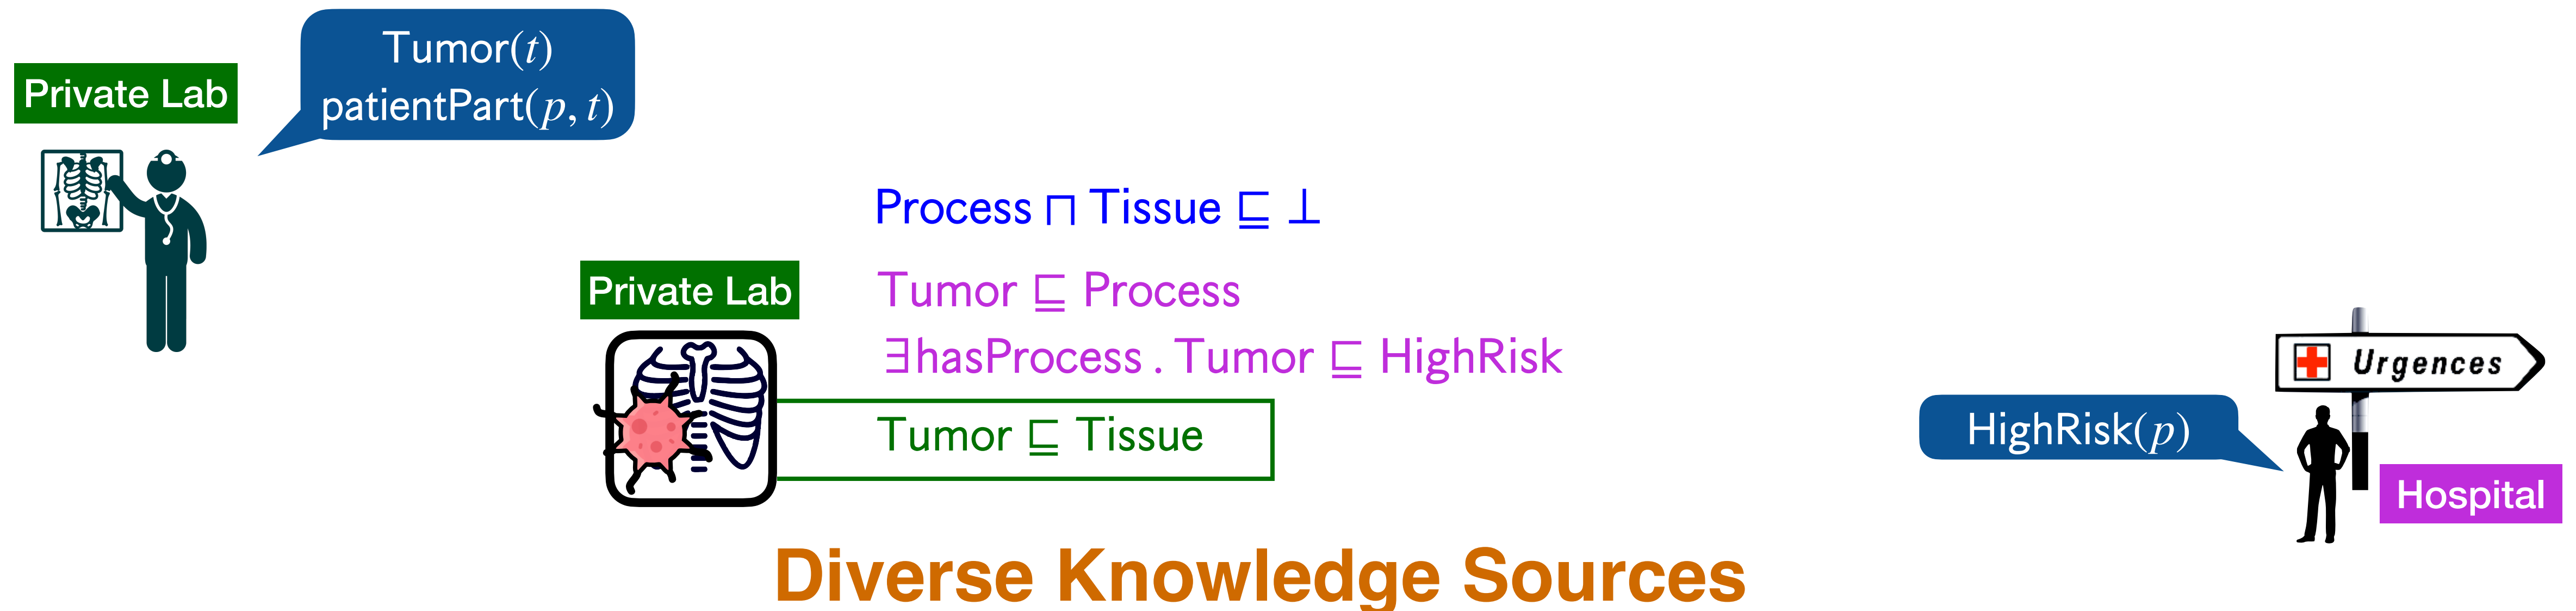 Tumor(t)
patientPart(p, t)
Private Lab
Process ⊓ Tissue ⊑ ⊥
Private Lab
Tumor ⊑ Process
∃hasProcess . Tumor ⊑ HighRisk
Tumor ⊑ Tissue
Urgences
HighRisk(p)
Hospital
Diverse Knowledge Sources